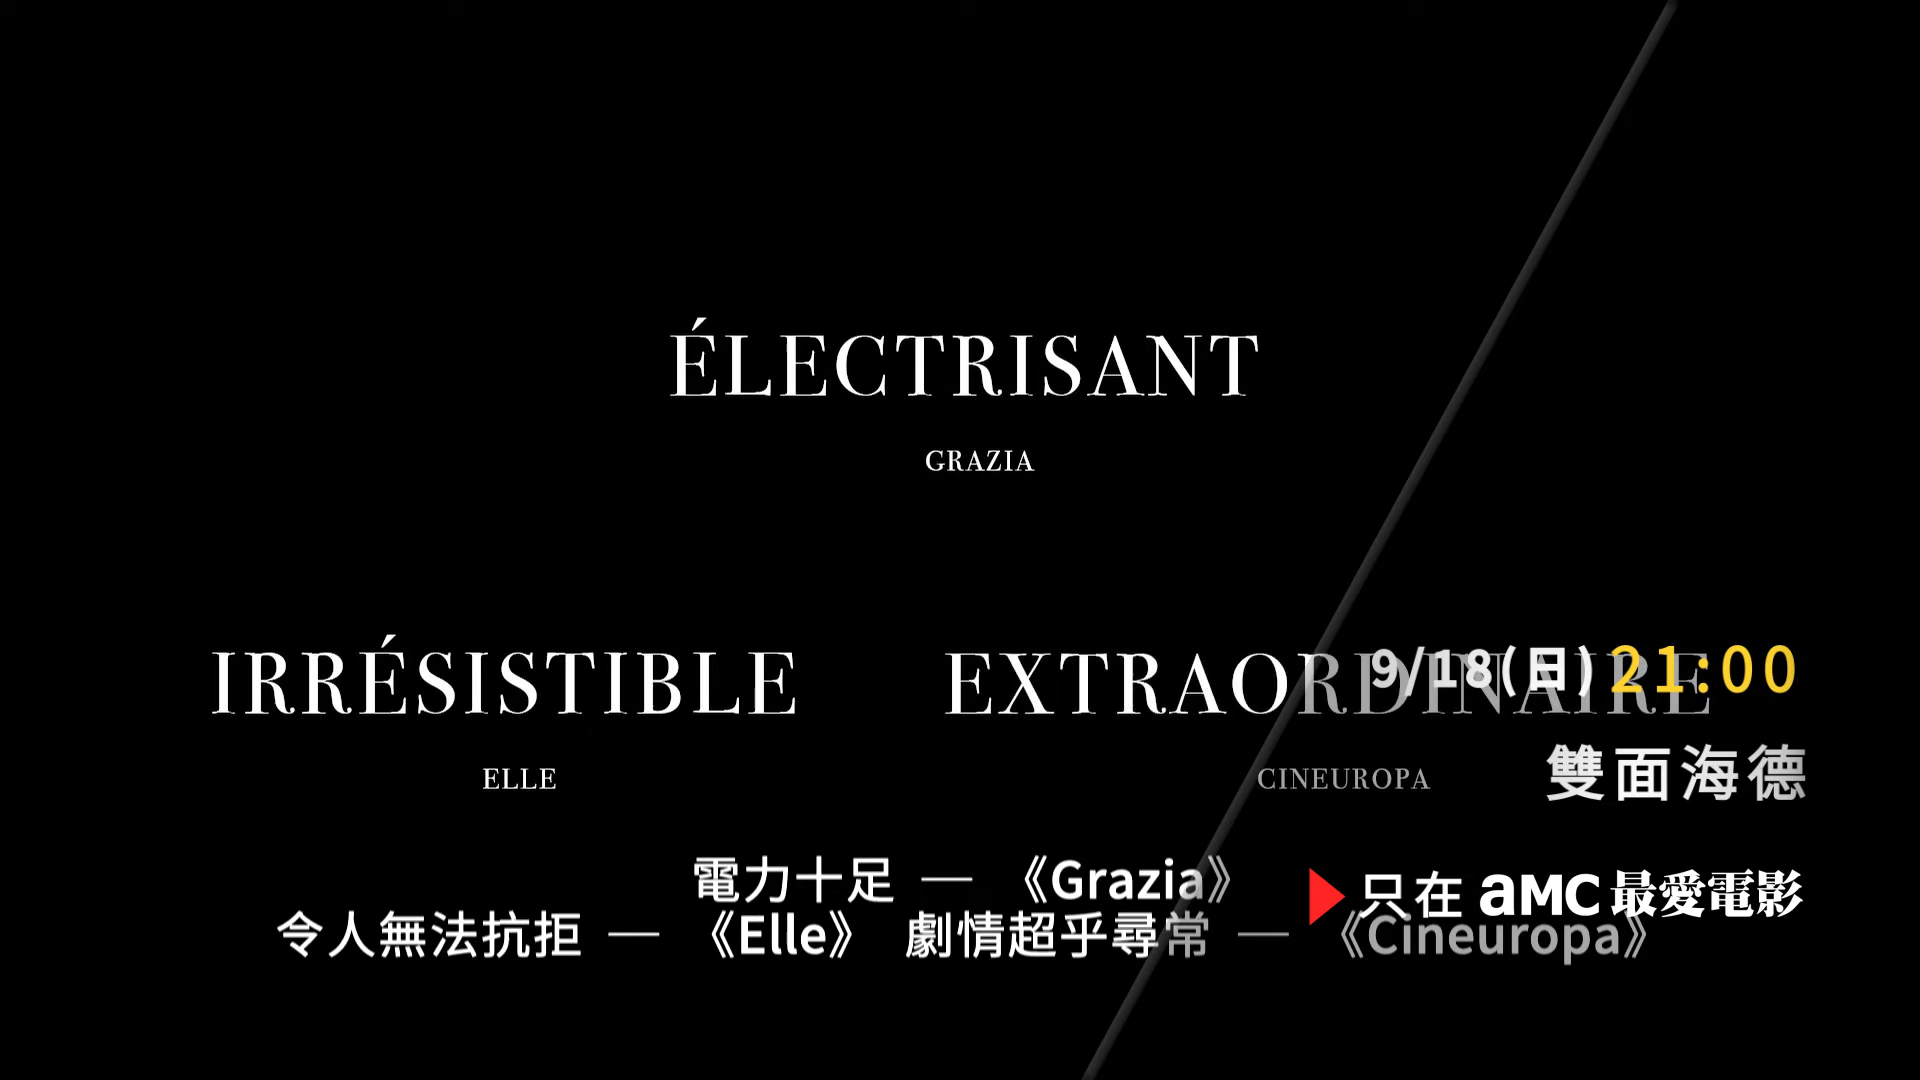 ÉLECTRISANT
GRAZIA
IRRÉSISTIBLE
ELLE
EXTRAORDINAIRE
CINEUROPA
9/18(日) 21:00
雙面海德
只在 aMC 最愛電影
電力十足 — 《Grazia》
令人無法抗拒 — 《Elle》 劇情超乎尋常 — 《Cineuropa》